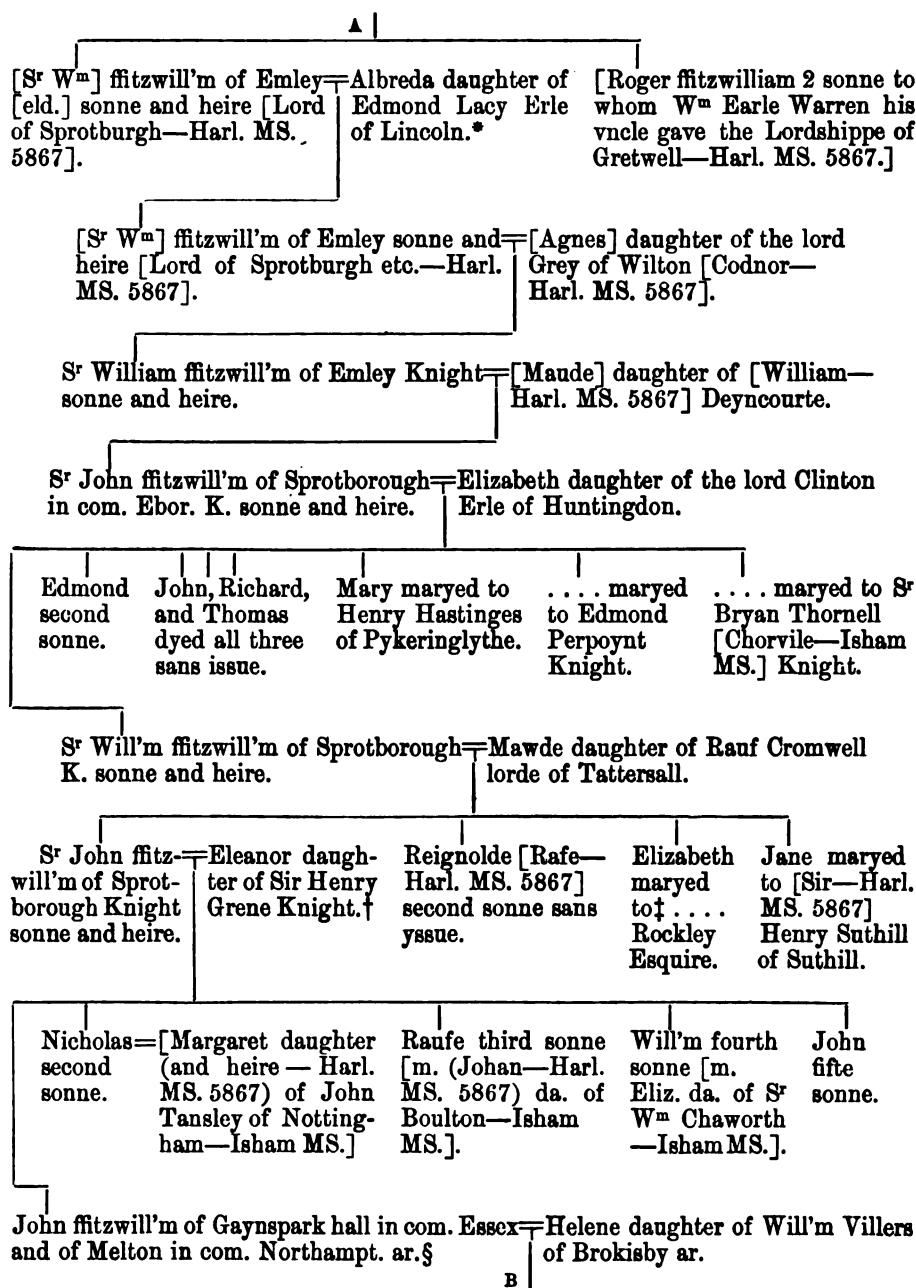 A
[Sʳ Wᵐ] ffitzwill'm of Emley
[eld.] sonne and heire [Lord
of Sprotburgh—Harl. MS.
5867].
Albreda daughter of
Edmond Lacy Erle
of Lincoln.*
[Roger ffitzwilliam 2 sonne to
whom Wᵐ Earle Warren his
vncle gave the Lordshippe of
Gretwell—Harl. MS. 5867.]
[Sʳ Wᵐ] ffitzwill'm of Emley sonne and
heire [Lord of Sprotburgh etc.—Harl.
MS. 5867].
[Agnes] daughter of the lord
Grey of Wilton [Codnor—
Harl. MS. 5867].
Sʳ William ffitzwill'm of Emley Knight
sonne and heire.
[Maude] daughter of [William—
Harl. MS. 5867] Deyncourte.
Sʳ John ffitzwill'm of Sprotborough
in com. Ebor. K. sonne and heire.
Elizabeth daughter of the lord Clinton
Erle of Huntingdon.
Edmond
second
sonne.
John, Richard,
and Thomas
dyed all three
sans issue.
Mary maryed to
Henry Hastinges
of Pykeringlythe.
. . . . maryed
to Edmond
Perpoynt
Knight.
. . . . maryed to Sʳ
Bryan Thornell
[Chorvile—Isham
MS.] Knight.
Sʳ Will'm ffitzwill'm of Sprotborough
K. sonne and heire.
Mawde daughter of Rauf Cromwell
lorde of Tattersall.
Sʳ John ffitz-
will'm of Sprot-
borough Knight
sonne and heire.
Eleanor daugh-
ter of Sir Henry
Grene Knight.†
Reignolde [Rafe—
Harl. MS. 5867]
second sonne sans
yssue.
Elizabeth
maryed
to‡ . . . .
Rockley
Esquire.
Jane maryed
to [Sir—Harl.
MS. 5867]
Henry Suthill
of Suthill.
Nicholas=
second
sonne.
[Margaret daughter
(and heire — Harl.
MS. 5867) of John
Tansley of Notting-
ham—Isham MS.]
Raufe third sonne
[m. (Johan—Harl.
MS. 5867) da. of
Boulton—Isham
MS.].
Will'm fourth
sonne [m.
Eliz. da. of Sʳ
Wᵐ Chaworth
—Isham MS.].
John
fifte
sonne.
John ffitzwill'm of Gaynspark hall in com. Essex
and of Melton in com. Northampt. ar.§
Helene daughter of Will'm Villers
of Brokisby ar.
B